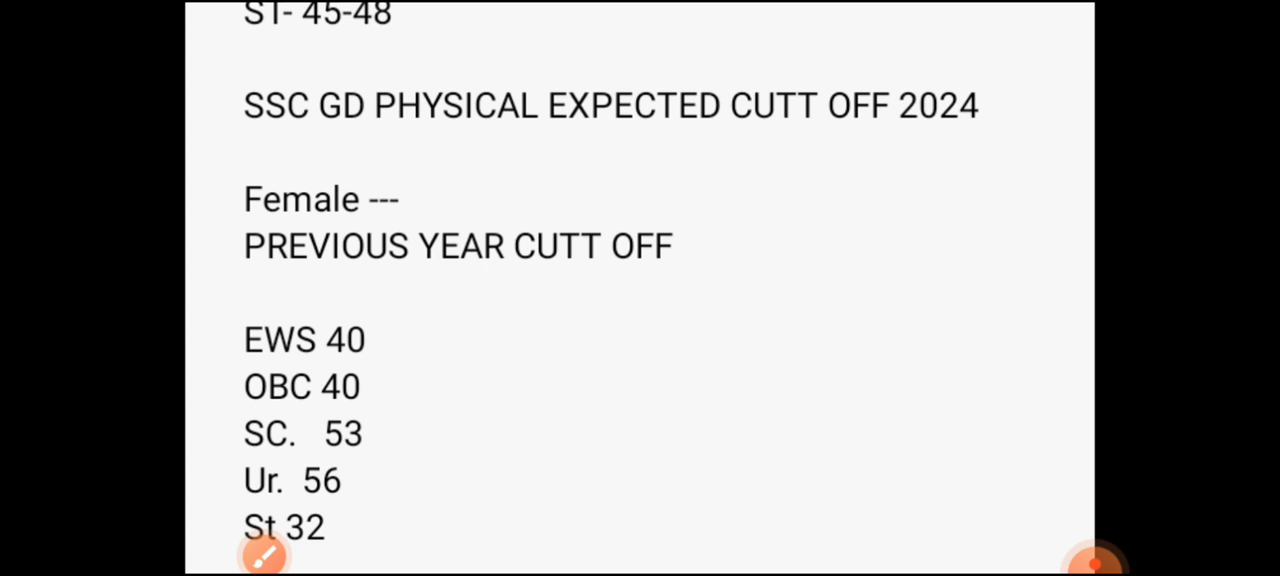 ST- 45-48
SSC GD PHYSICAL EXPECTED CUTT OFF 2024
Female ---
PREVIOUS YEAR CUTT OFF
EWS 40
OBC 40
SC. 53
Ur. 56
St 32